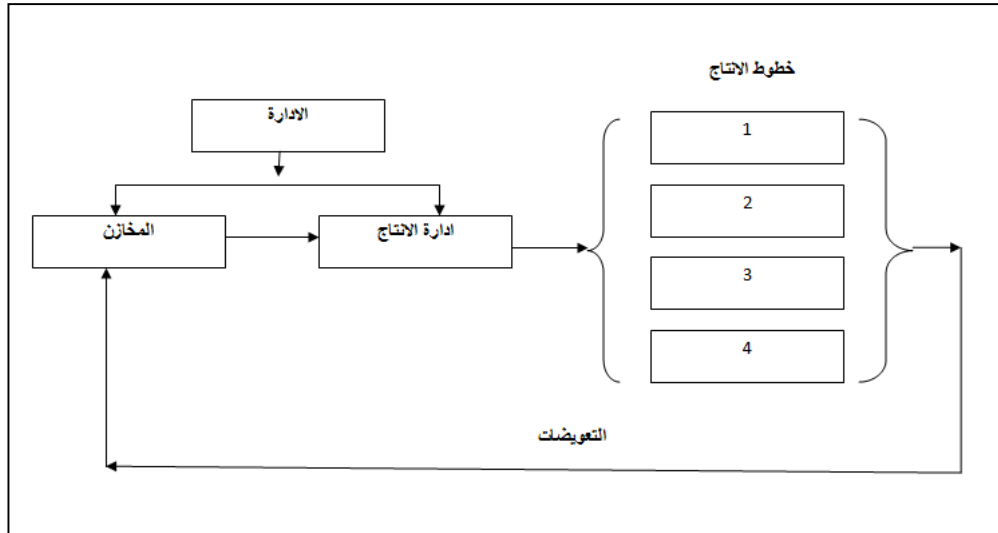 خطوط الانتاج
الادارة
1
2
المخازن
ادارة الانتاج
3
4
التعويضات